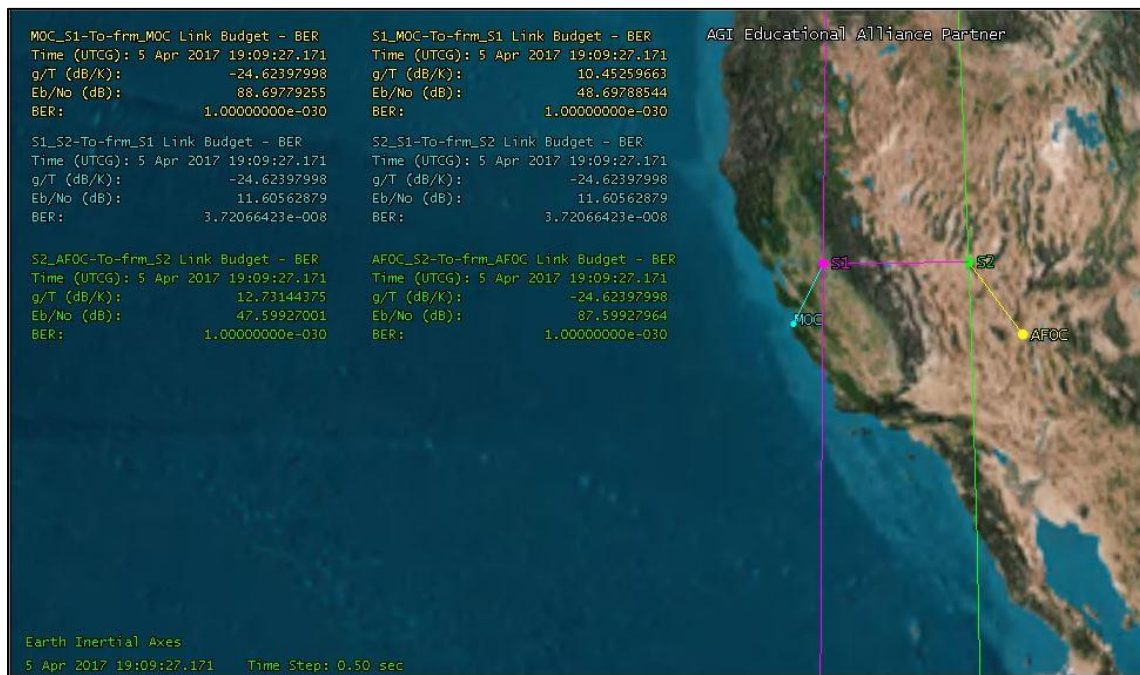 MOC_S1-To-frm_MOC Link Budget - BER
Time (UTCG): 5 Apr 2017 19:09:27.171
g/T (dB/K): -24.62397998
Eb/No (dB): 88.69779255
BER: 1.00000000e-030
S1_MOC-To-frm_S1 Link Budget - BER
Time (UTCG): 5 Apr 2017 19:09:27.171
g/T (dB/K): 10.45259663
Eb/No (dB): 48.69788544
BER: 1.00000000e-030
AGI Educational Alliance Partner
S1_S2-To-frm_S1 Link Budget - BER
Time (UTCG): 5 Apr 2017 19:09:27.171
g/T (dB/K): -24.62397998
Eb/No (dB): 11.60562879
BER: 3.72066423e-008
S2_S1-To-frm_S2 Link Budget - BER
Time (UTCG): 5 Apr 2017 19:09:27.171
g/T (dB/K): -24.62397998
Eb/No (dB): 11.60562879
BER: 3.72066423e-008
S2_AFOC-To-frm_S2 Link Budget - BER
Time (UTCG): 5 Apr 2017 19:09:27.171
g/T (dB/K): 12.73144375
Eb/No (dB): 47.59927001
BER: 1.00000000e-030
AFOC_S2-To-frm_AFOC Link Budget - BER
Time (UTCG): 5 Apr 2017 19:09:27.171
g/T (dB/K): -24.62397998
Eb/No (dB): 87.59927964
BER: 1.00000000e-030
S1
S2
MOC
AFOC
Earth Inertial Axes
5 Apr 2017 19:09:27.171 Time Step: 0.50 sec